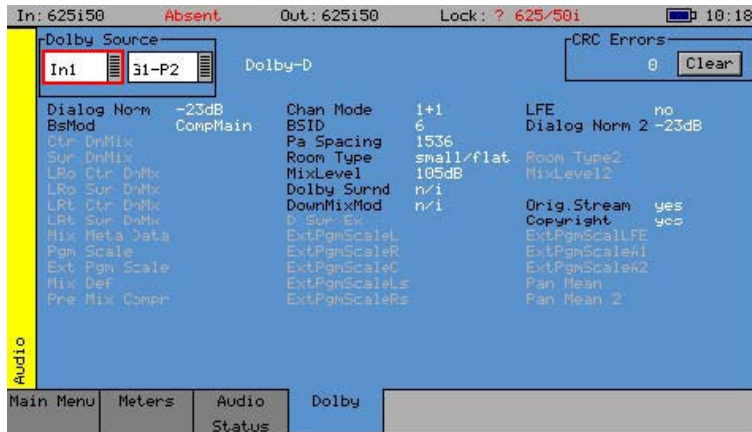 In: 625i50 Absent Out: 625i50 Lock: ? 625/50i 10:18
Dolby Source
CRC Errors
In1 G1-P2 Dolby-D 0 Clear
Dialog Norm -23dB Chan Mode 1+1 LFE no
BsMod CompMain BSID 6 Dialog Norm 2 -23dB
Ctr DnMix Pa Spacing 1536
Sur DnMix Room Type small/flat Room Type2
LRo Ctr DnMx MixLevel 105dB MixLevel2
LRo Sur DnMx Dolby Surnd n/i
LRt Ctr DnMx DownMixMod n/i Orig.Stream yes
LRt Sur DnMx D Sur Ex Copyright yes
Mix Meta Data ExtPgmScaleL ExtPgmScalLFE
Pgm Scale ExtPgmScaleR ExtPgmScaleA1
Ext Pgm Scale ExtPgmScaleC ExtPgmScaleA2
Mix Def ExtPgmScaleLs Pan Mean
Pre Mix Compr ExtPgmScaleRs Pan Mean 2
Audio
Main Menu Meters Audio Status Dolby